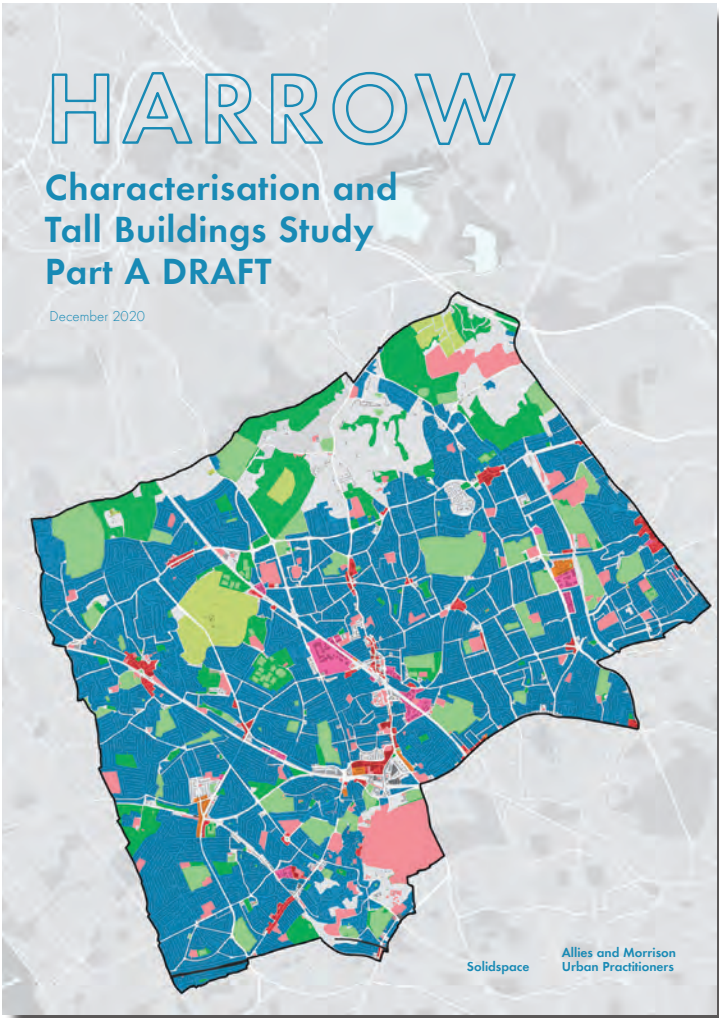 HARROW
Characterisation and
Tall Buildings Study
Part A DRAFT
December 2020
Solidspace
Allies and Morrison
Urban Practitioners